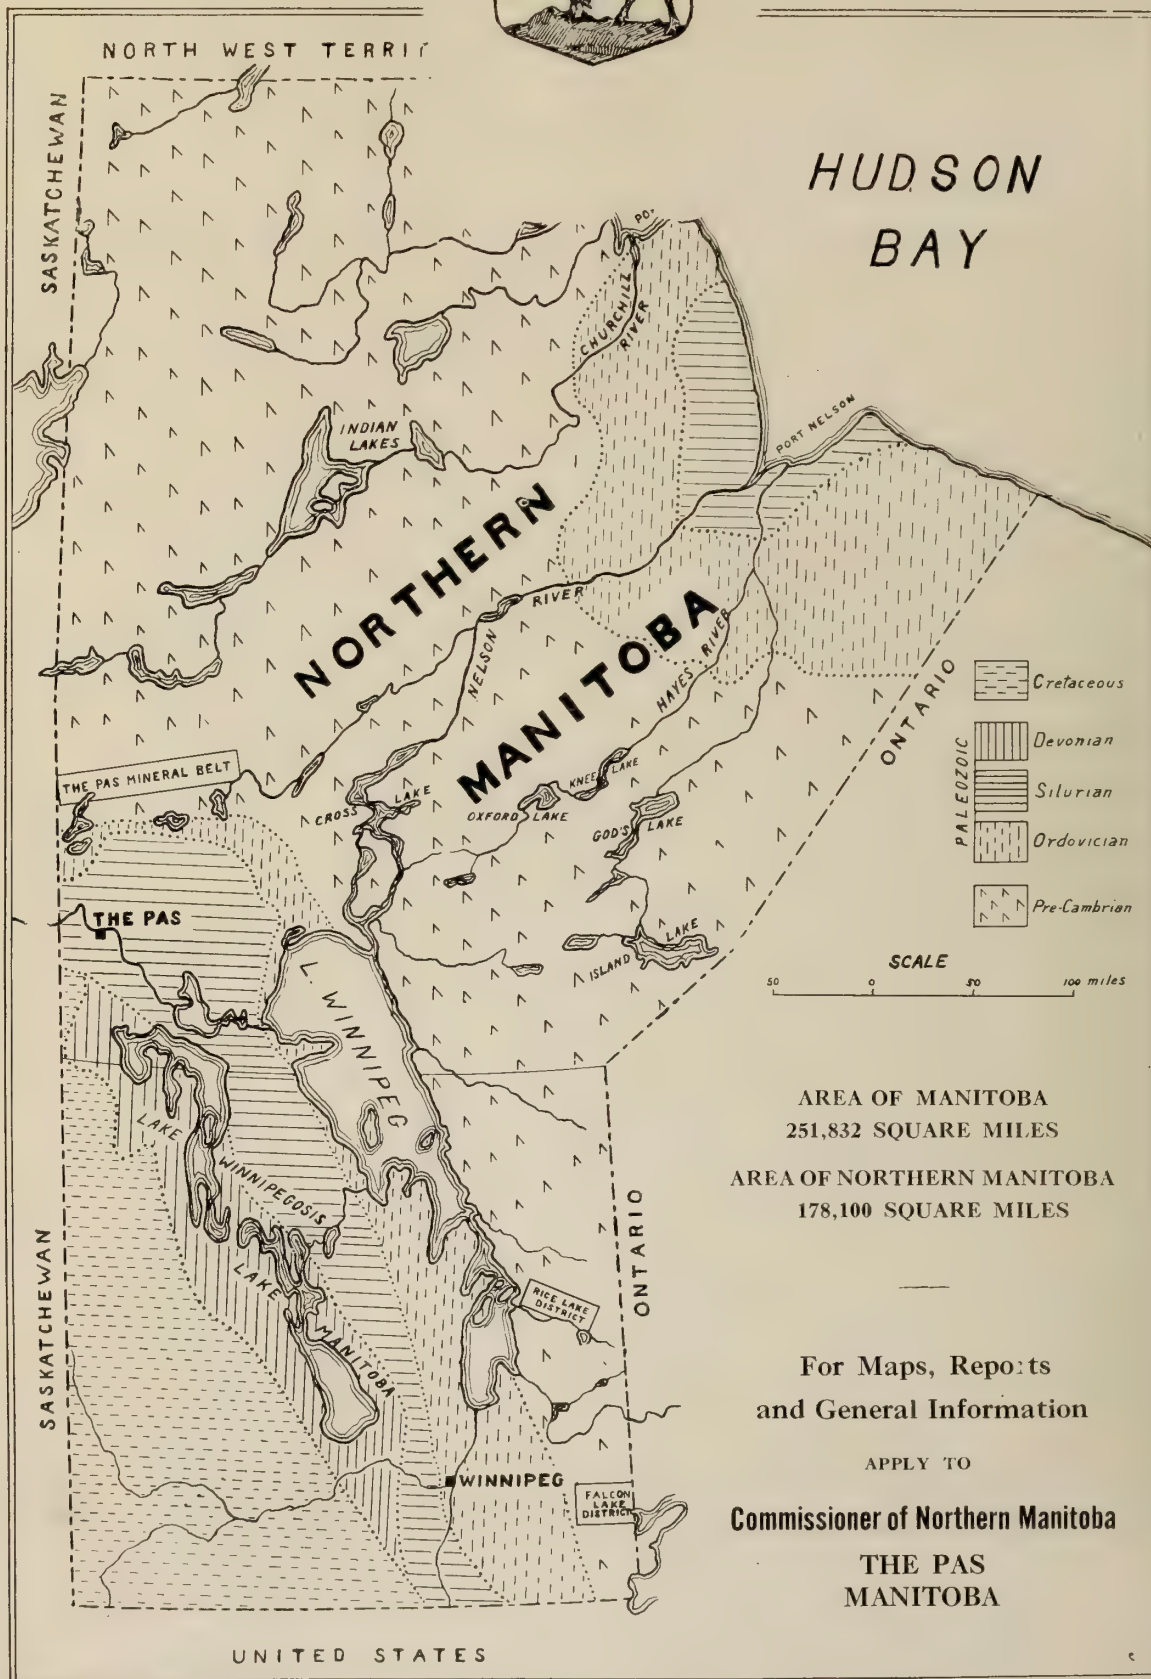 NORTH WEST
SASKATCHEWAN
HUDSON
BAY
CHURCHILL
RIVER
PORT NELSON
INDIAN
LAKES
NORTHERN
MANITOBA
RIVER
NELSON
HAYES RIVER
THE PAS MINERAL BELT
CROSS LAKE
OXFORD LAKE
KNEE LAKE
GOD'S LAKE
ISLAND LAKE
ONTARIO
Cretaceous
PALEOZOIC
Devonian
Silurian
Ordovician
Pre-Cambrian
SCALE
50 0 50 100 miles
THE PAS
L. WINNIPEG
LAKE WINNIPEGOSIS
LAKE MANITOBA
SASKATCHEWAN
ONTARIO
RICE LAKE
DISTRICT
WINNIPEG
FALCON
LAKE
DISTRICT
UNITED STATES
AREA OF MANITOBA
251,832 SQUARE MILES
AREA OF NORTHERN MANITOBA
178,100 SQUARE MILES
For Maps, Reports
and General Information
APPLY TO
Commissioner of Northern Manitoba
THE PAS
MANITOBA